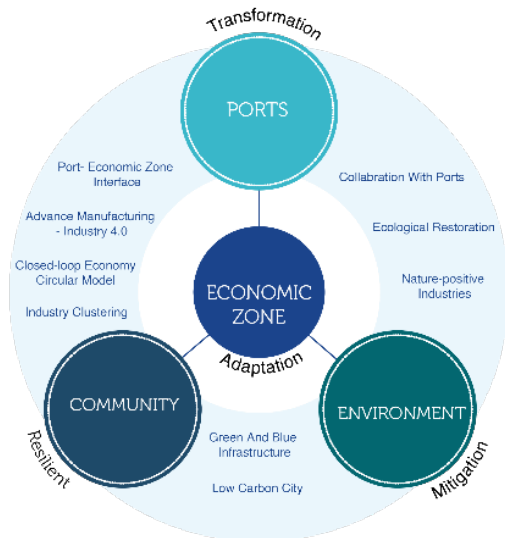 Transformation
PORTS
Port- Economic Zone
Interface
Collabration With Ports
Advance Manufacturing
- Industry 4.0
Ecological Restoration
Closed-loop Economy
Circular Model
Nature-positive
Industries
Industry Clustering
ECONOMIC
ZONE
Adaptation
COMMUNITY
ENVIRONMENT
Resilient
Mitigation
Green And Blue
Infrastructure
Low Carbon City